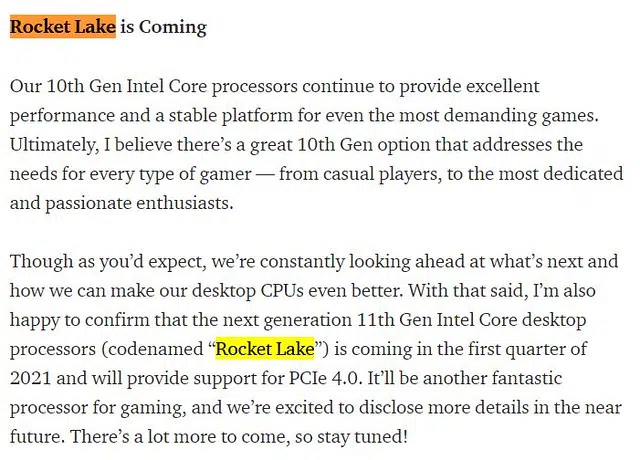 Rocket Lake is Coming
Our 10th Gen Intel Core processors continue to provide excellent
performance and a stable platform for even the most demanding games.
Ultimately, I believe there’s a great 10th Gen option that addresses the
needs for every type of gamer — from casual players, to the most dedicated
and passionate enthusiasts.
Though as you’d expect, we’re constantly looking ahead at what’s next and
how we can make our desktop CPUs even better. With that said, I’m also
happy to confirm that the next generation 11th Gen Intel Core desktop
processors (codenamed “Rocket Lake”) is coming in the first quarter of
2021 and will provide support for PCIe 4.0. It’ll be another fantastic
processor for gaming, and we’re excited to disclose more details in the near
future. There’s a lot more to come, so stay tuned!